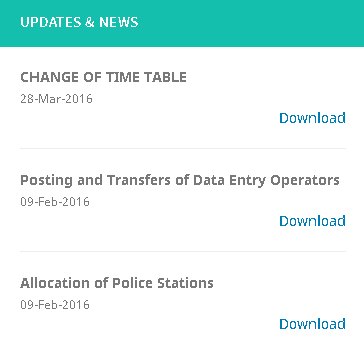 UPDATES & NEWS
CHANGE OF TIME TABLE
28-Mar-2016
Download
Posting and Transfers of Data Entry Operators
09-Feb-2016
Download
Allocation of Police Stations
09-Feb-2016
Download